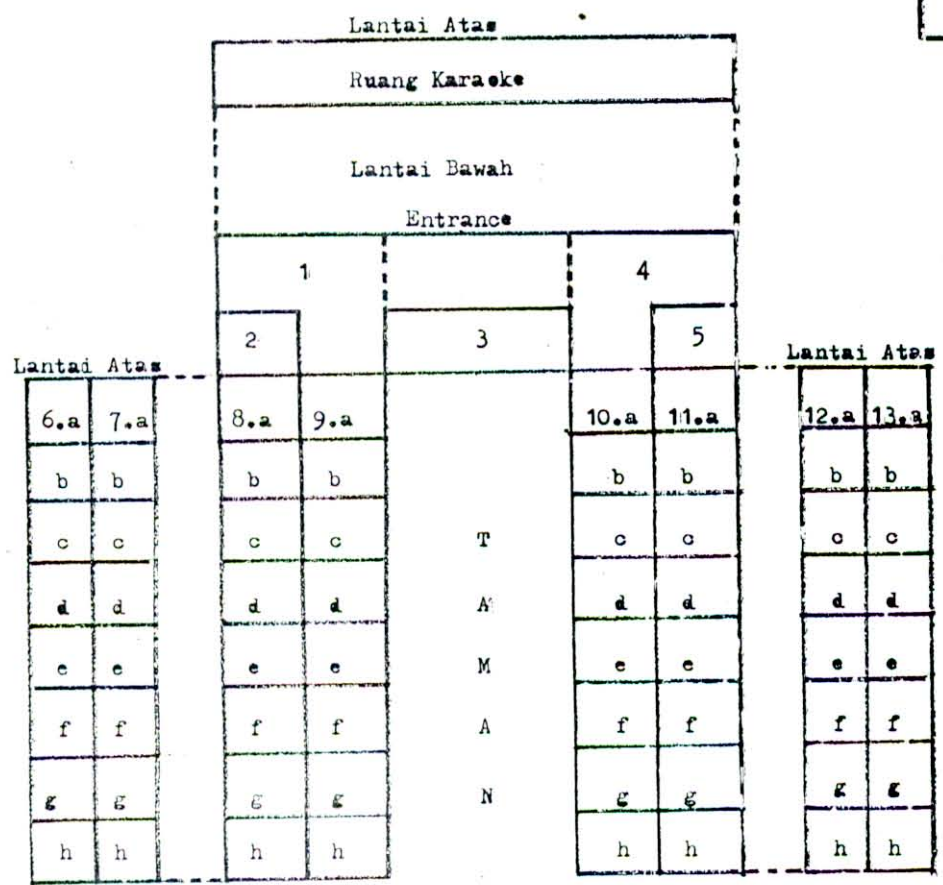 Lantai Atas
Ruang Karaoke
Lantai Bawah
Entrance
1 4
2 3 5
Lantai Atas Lantai Atas
6.a 7.a 8.a 9.a 10.a 11.a 12.a 13.a
b b b b b b b b
c c c c T c c c c
d d d d A d d d d
e e e e M e e e e
f f f f A f f f f
g g g g N g g g g
h h h h h h h h